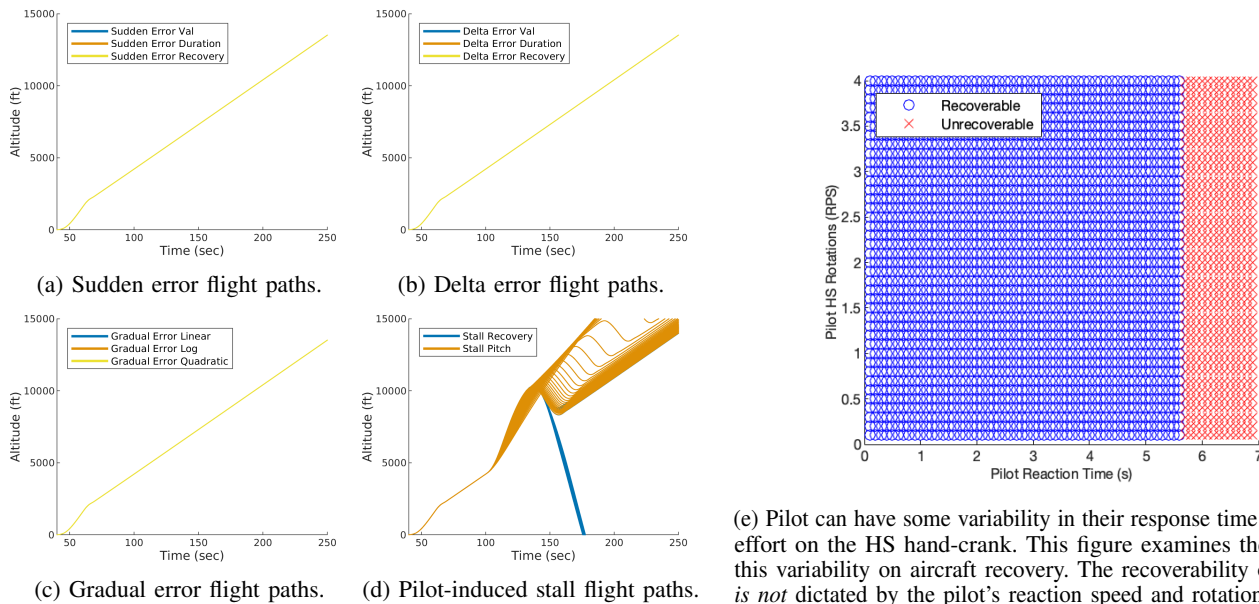 15000
10000
5000
0
Altitude (ft)
Sudden Error Val
Sudden Error Duration
Sudden Error Recovery
50 100 150 200 250
Time (sec)
(a) Sudden error flight paths.
15000
10000
5000
0
Altitude (ft)
Delta Error Val
Delta Error Duration
Delta Error Recovery
50 100 150 200 250
Time (sec)
(b) Delta error flight paths.
15000
10000
5000
0
Altitude (ft)
Gradual Error Linear
Gradual Error Log
Gradual Error Quadratic
50 100 150 200 250
Time (sec)
(c) Gradual error flight paths.
15000
10000
5000
0
Altitude (ft)
Stall Recovery
Stall Pitch
50 100 150 200 250
Time (sec)
(d) Pilot-induced stall flight paths.
4
3.5
3
2.5
2
1.5
1
0.5
0
Pilot HS Rotations (RPS)
Recoverable
Unrecoverable
0 1 2 3 4 5 6 7
Pilot Reaction Time (s)
(e) Pilot can have some variability in their response time
effort on the HS hand-crank. This figure examines the
this variability on aircraft recovery. The recoverability
is not dictated by the pilot's reaction speed and rotation